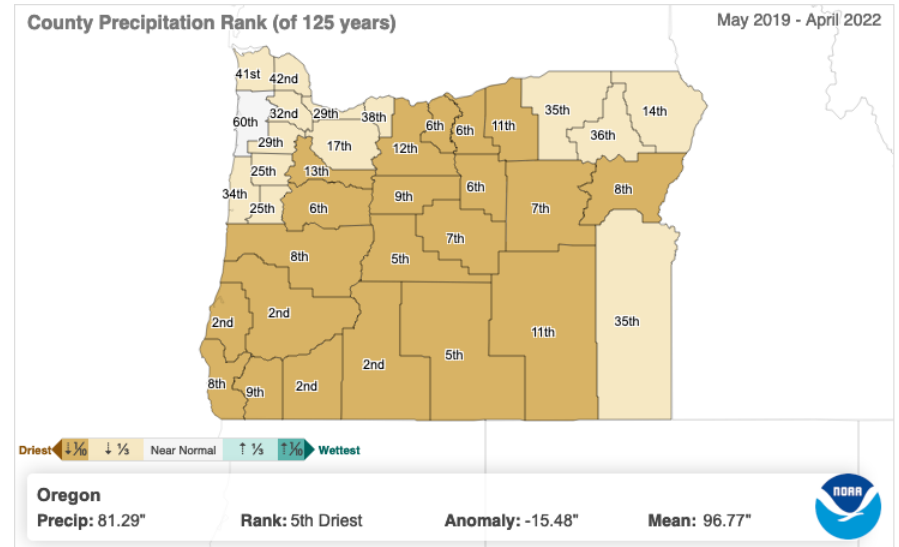 County Precipitation Rank (of 125 years)
May 2019 - April 2022
41st
42nd
32nd
29th
38th
60th
35th
14th
6th
6th
11th
36th
29th
17th
12th
25th
13th
34th
9th
6th
8th
25th
6th
7th
7th
8th
5th
2nd
2nd
11th
35th
2nd
5th
8th
9th
2nd
Driest
↓ ⅒
↓ ⅓
Near Normal
↑ ⅓
↑ ⅒
Wettest
Oregon
Precip: 81.29" Rank: 5th Driest Anomaly: -15.48" Mean: 96.77"
NOAA